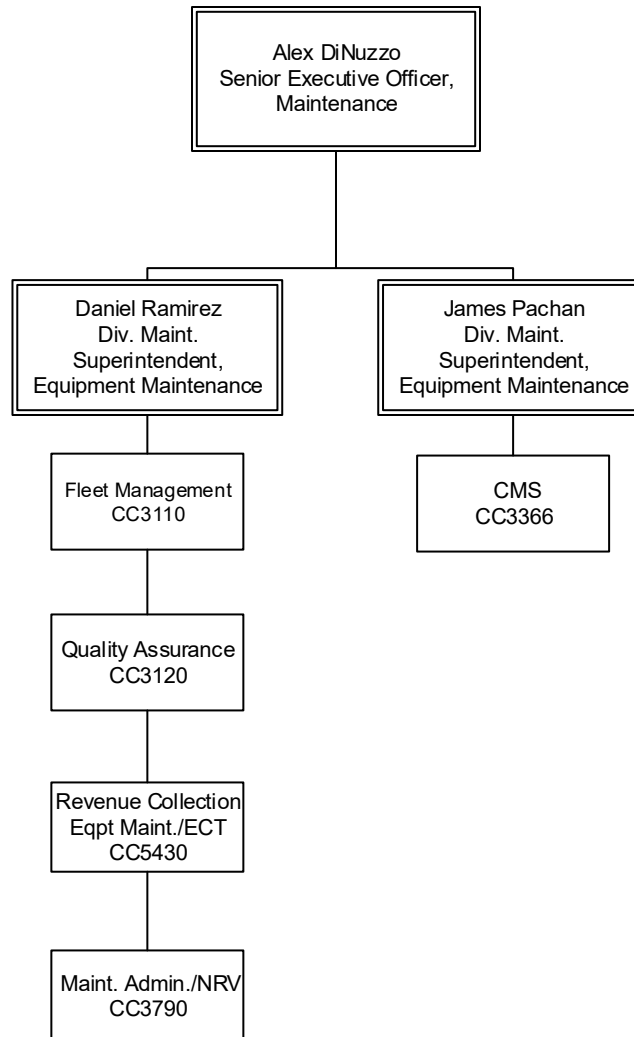 Alex DiNuzzo
Senior Executive Officer,
Maintenance
Daniel Ramirez
Div. Maint.
Superintendent,
Equipment Maintenance
James Pachan
Div. Maint.
Superintendent,
Equipment Maintenance
Fleet Management
CC3110
CMS
CC3366
Quality Assurance
CC3120
Revenue Collection
Eqpt Maint./ECT
CC5430
Maint. Admin./NRV
CC3790